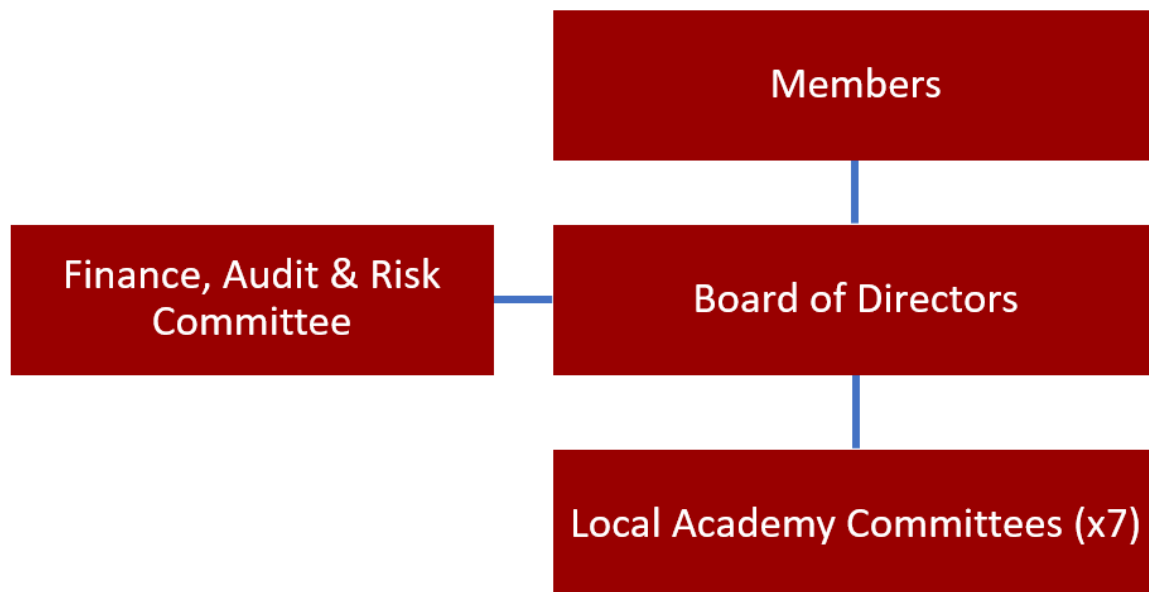 Members
Finance, Audit & Risk
Committee
Board of Directors
Local Academy Committees (x7)